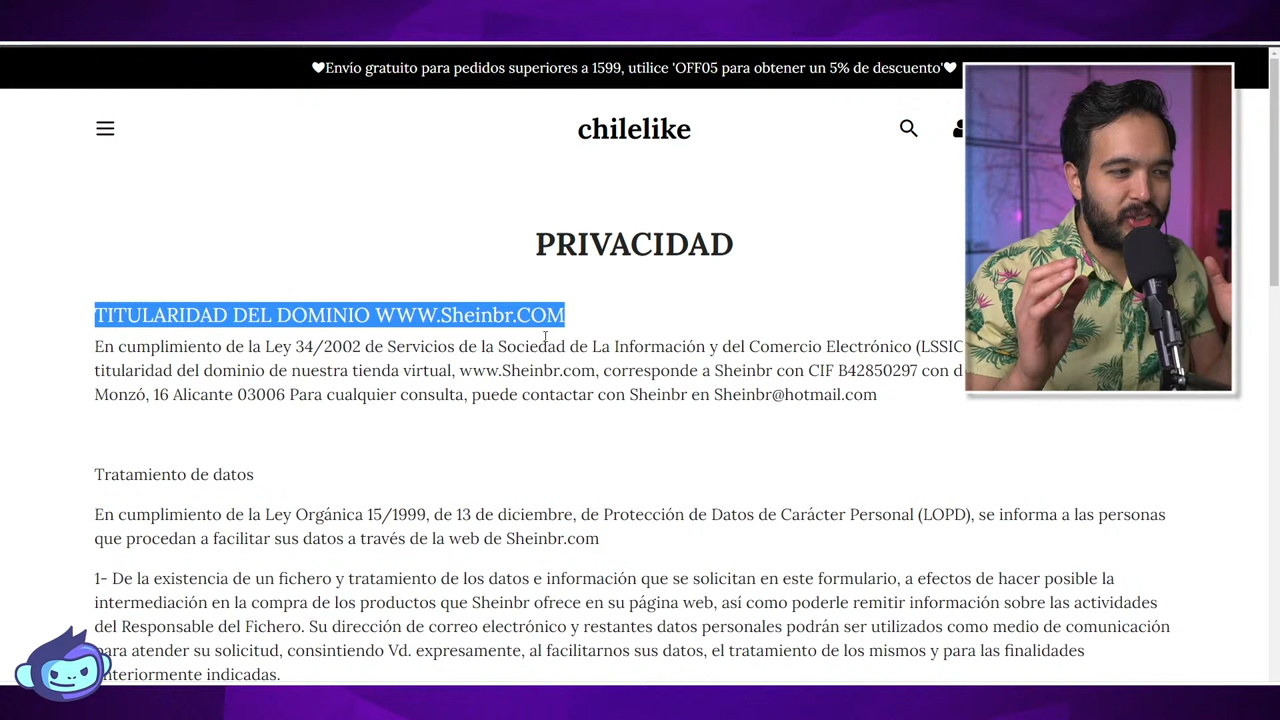 ♥Envío gratuito para pedidos superiores a 1599, utilice 'OFF05 para obtener un 5% de descuento'♥
chilelike
PRIVACIDAD
TITULARIDAD DEL DOMINIO WWW.Sheinbr.COM
En cumplimiento de la Ley 34/2002 de Servicios de la Sociedad de La Información y del Comercio Electrónico (LSSIC
titularidad del dominio de nuestra tienda virtual, www.Sheinbr.com, corresponde a Sheinbr con CIF B42850297 con d
Monzó, 16 Alicante 03006 Para cualquier consulta, puede contactar con Sheinbr en Sheinbr@hotmail.com
Tratamiento de datos
En cumplimiento de la Ley Orgánica 15/1999, de 13 de diciembre, de Protección de Datos de Carácter Personal (LOPD), se informa a las personas
que procedan a facilitar sus datos a través de la web de Sheinbr.com
1- De la existencia de un fichero y tratamiento de los datos e información que se solicitan en este formulario, a efectos de hacer posible la
intermediación en la compra de los productos que Sheinbr ofrece en su página web, así como poderle remitir información sobre las actividades
del Responsable del Fichero. Su dirección de correo electrónico y restantes datos personales podrán ser utilizados como medio de comunicación
para atender su solicitud, consintiendo Vd. expresamente, al facilitarnos sus datos, el tratamiento de los mismos y para las finalidades
anteriormente indicadas.